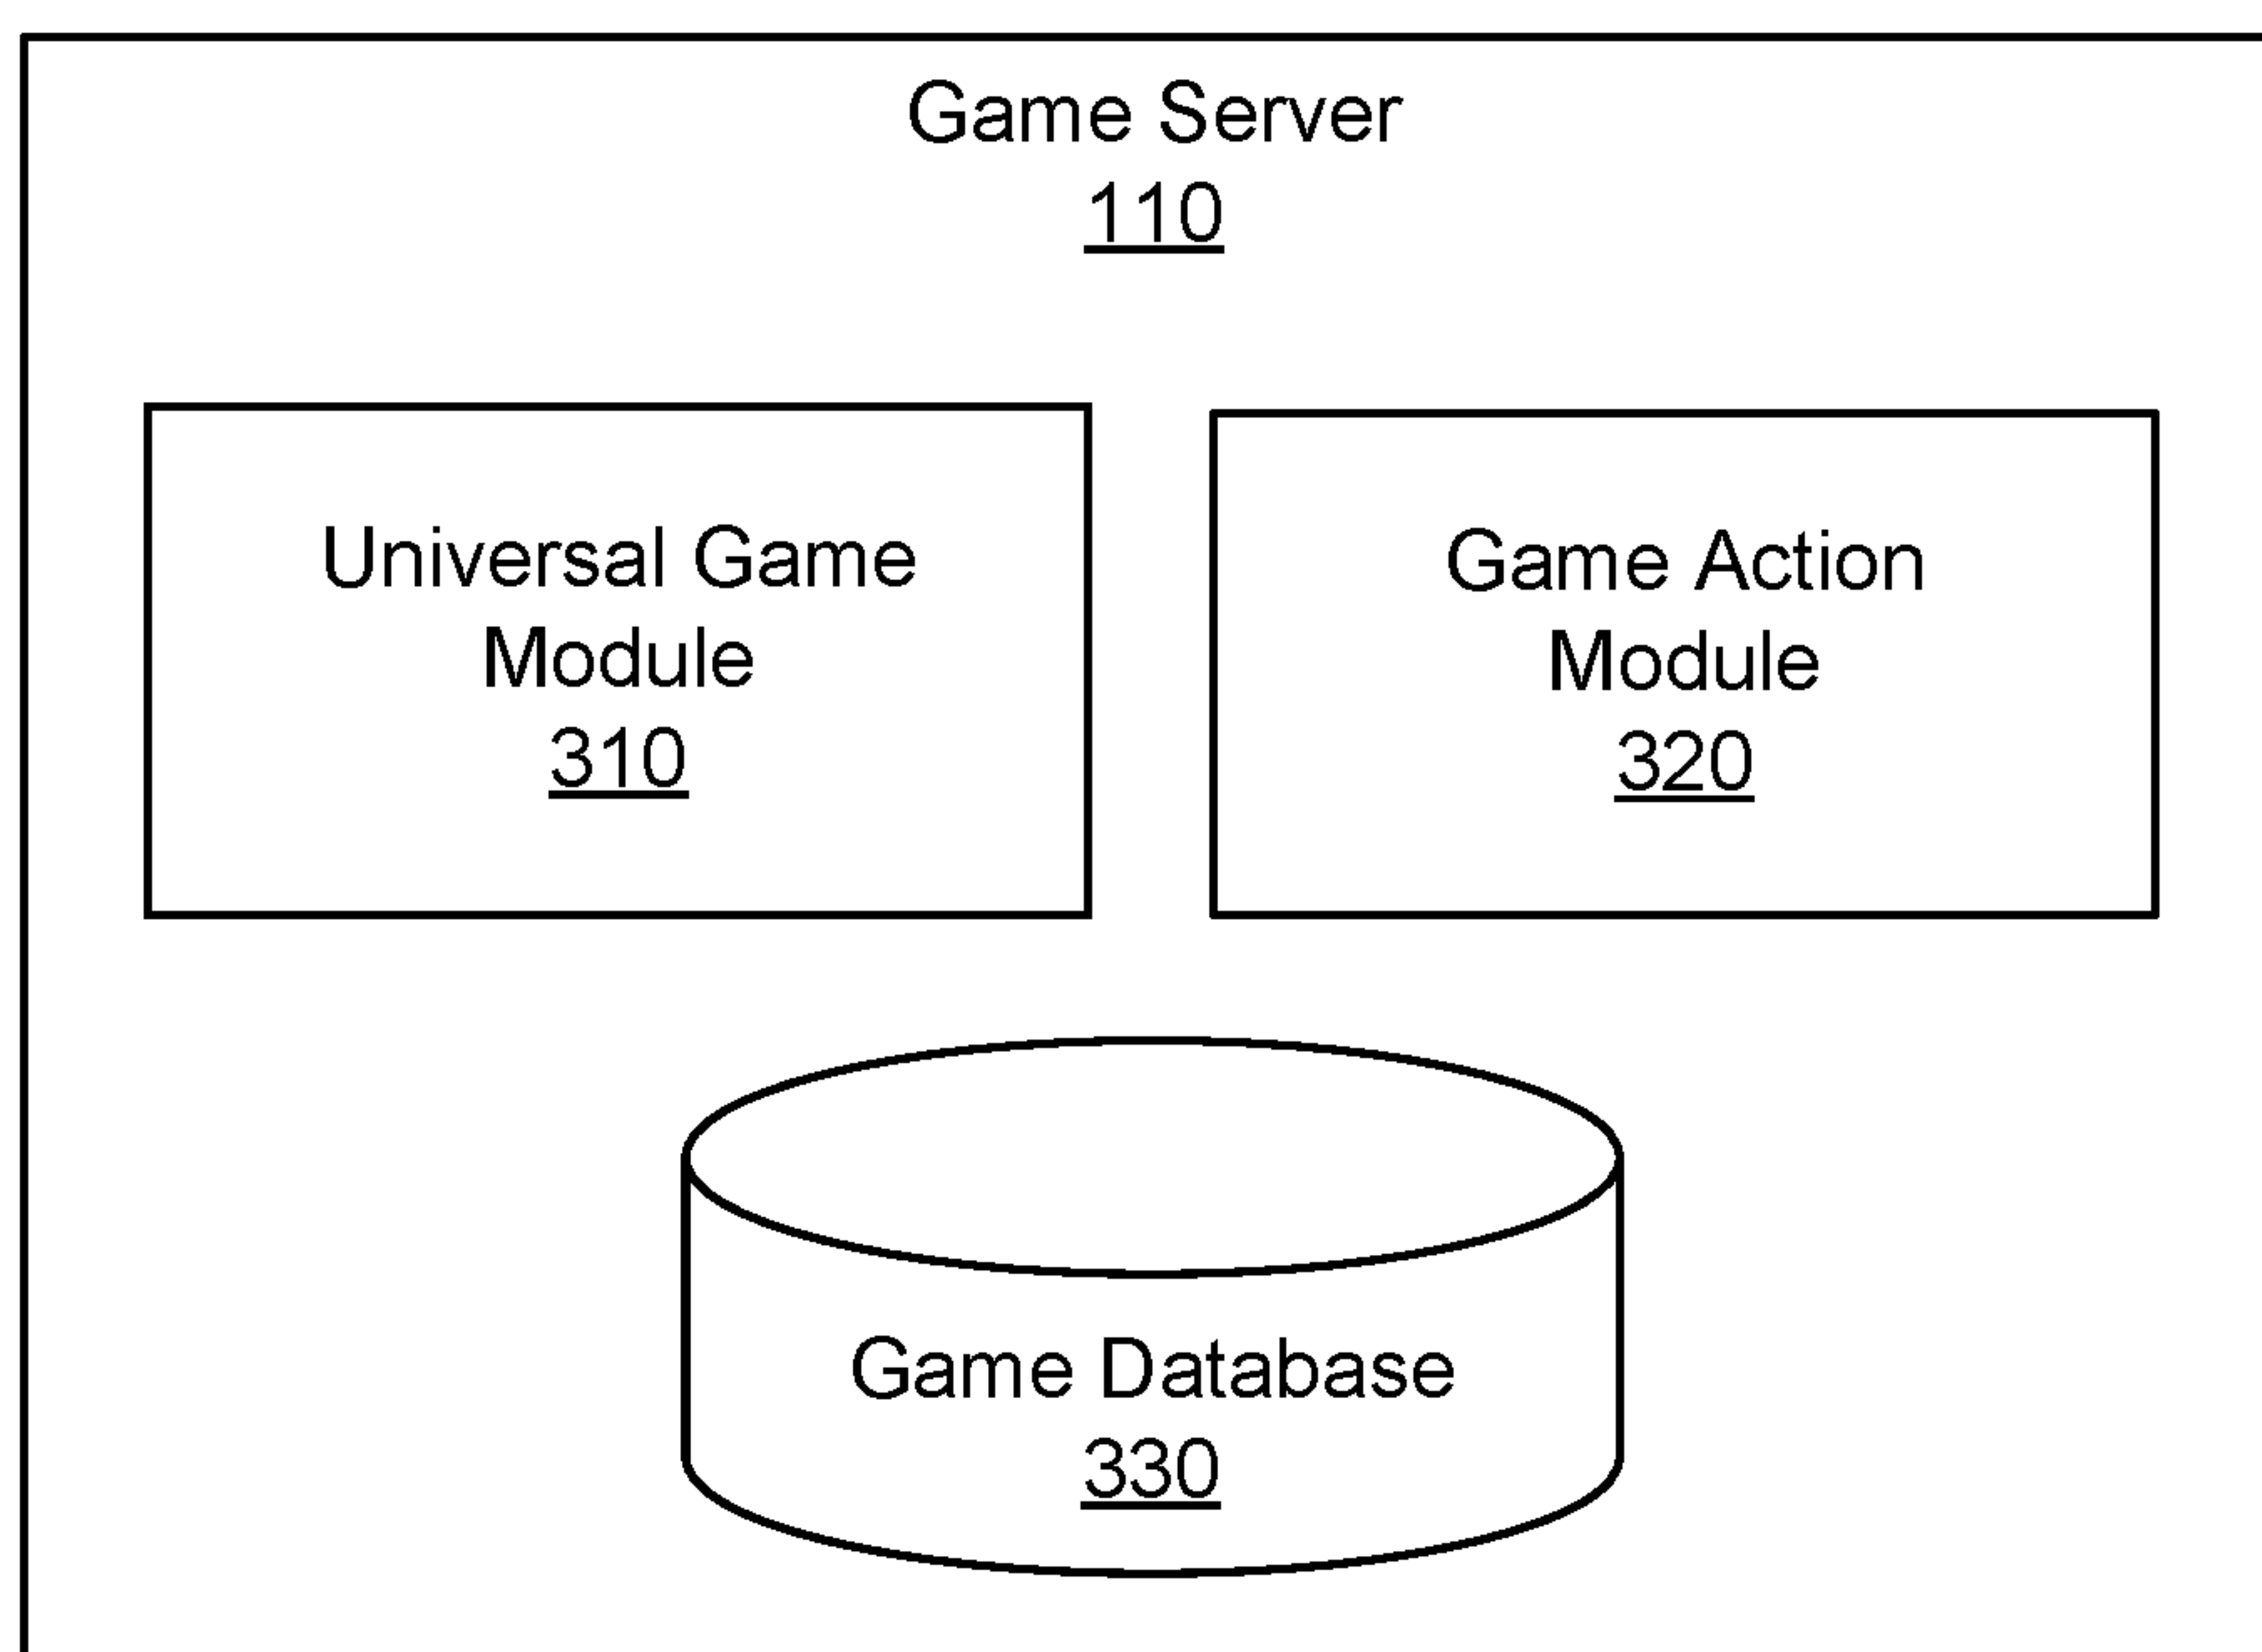 Game Server
110
Universal Game
Module
310
Game Action
Module
320
Game Database
330